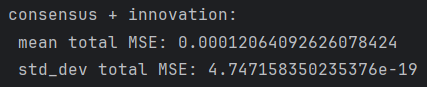 consensus + innovation:
mean total MSE: 0.00012064092626078424
std_dev total MSE: 4.747158350235376e-19